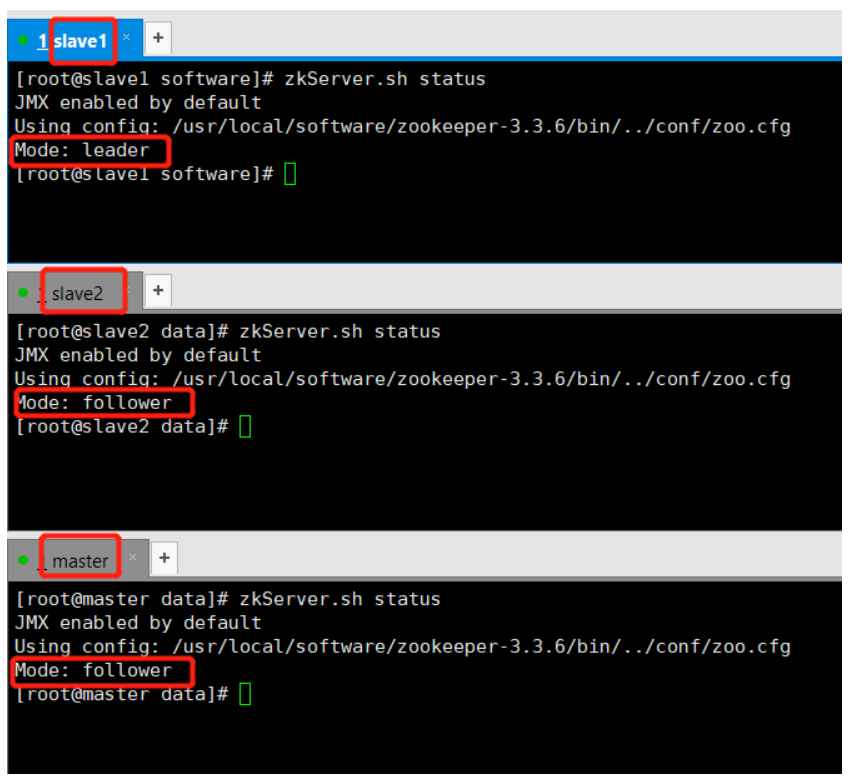 1 slave1 × +
[root@slave1 software]# zkServer.sh status
JMX enabled by default
Using config: /usr/local/software/zookeeper-3.3.6/bin/../conf/zoo.cfg
Mode: leader
[root@slave1 software]#
1 slave2 × +
[root@slave2 data]# zkServer.sh status
JMX enabled by default
Using config: /usr/local/software/zookeeper-3.3.6/bin/../conf/zoo.cfg
Mode: follower
[root@slave2 data]#
1 master × +
[root@master data]# zkServer.sh status
JMX enabled by default
Using config: /usr/local/software/zookeeper-3.3.6/bin/../conf/zoo.cfg
Mode: follower
[root@master data]#